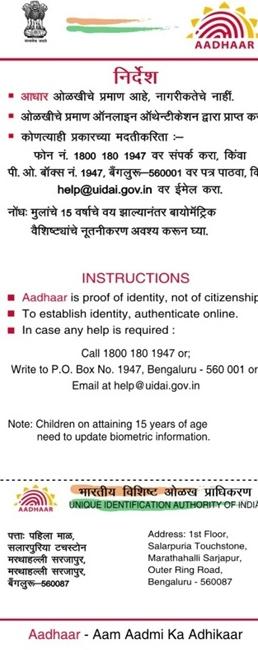 AADHAAR
निर्देश
आधार ओळखीचे प्रमाण आहे, नागरीकतेचे नाहीं.
ओळखीचे प्रमाण ऑनलाइन ऑथेन्टीकेशन द्वारा प्राप्त
कोणत्याही प्रकारच्या मदतीकरिता :–
फोन नं. 1800 180 1947 वर संपर्क करा, किंवा
पी. ओ. बॉक्स नं. 1947, बैंगलुरू–560001 वर पत्र पाठवा,
help@uidai.gov.in वर ईमेल करा.
नोंधः मुलांचे 15 वर्षाचे वय झाल्यानंतर बायोमॅट्रिक
वैशिष्ट्यांचे नूतनीकरण अवश्य करून घ्या.
INSTRUCTIONS
Aadhaar is proof of identity, not of citizenship
To establish identity, authenticate online.
In case any help is required :
Call 1800 180 1947 or;
Write to P.O. Box No. 1947, Bengaluru - 560 001 or
Email at help@uidai.gov.in
Note: Children on attaining 15 years of age
need to update biometric information.
AADHAAR
भारतीय विशिष्ट ओळख प्राधिकरण
UNIQUE IDENTIFICATION AUTHORITY OF INDIA
पत्ताः पहिला माळ,
सलारपुरिया टचस्टोन
मराथाहल्ली सरजापुर,
मरथहल्ली सरजापुर,
बैंगलुरू–560087
Address: 1st Floor,
Salarpuria Touchstone,
Marathahalli Sarjapur,
Outer Ring Road,
Bengaluru - 560087
Aadhaar - Aam Aadmi Ka Adhikaar